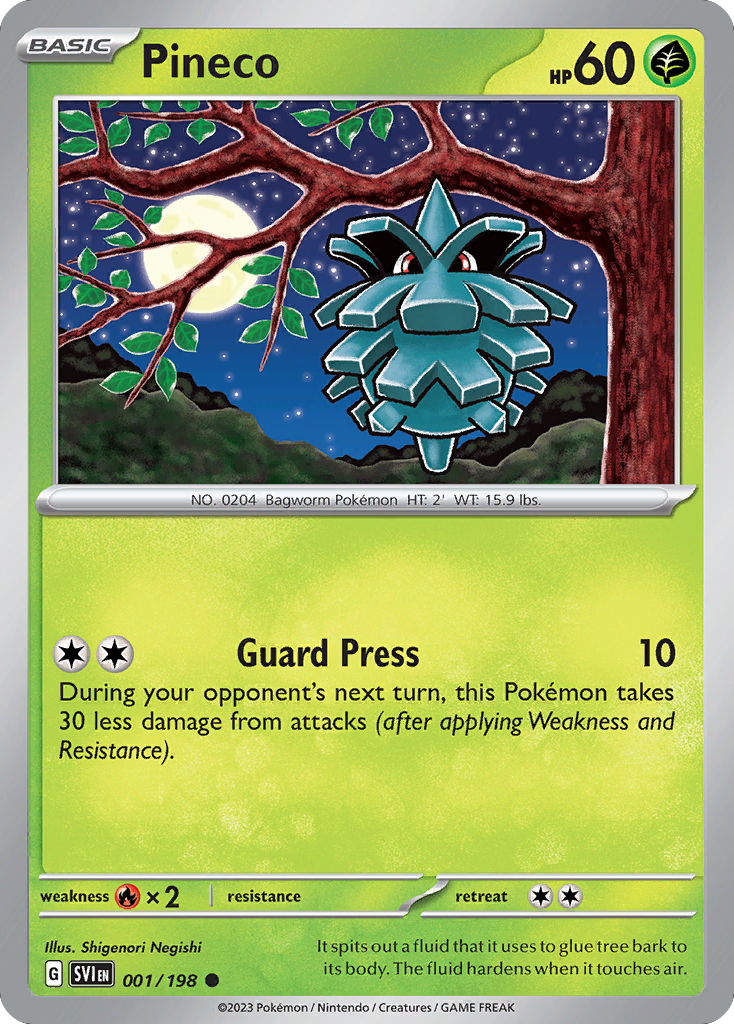 BASIC
Pineco
HP 60
NO. 0204 Bagworm Pokémon HT: 2' WT: 15.9 lbs.
Guard Press 10
During your opponent's next turn, this Pokémon takes
30 less damage from attacks (after applying Weakness and
Resistance).
weakness ×2 resistance retreat
Illus. Shigenori Negishi
It spits out a fluid that it uses to glue tree bark to
its body. The fluid hardens when it touches air.
G SVI EN 001/198
©2023 Pokémon / Nintendo / Creatures / GAME FREAK